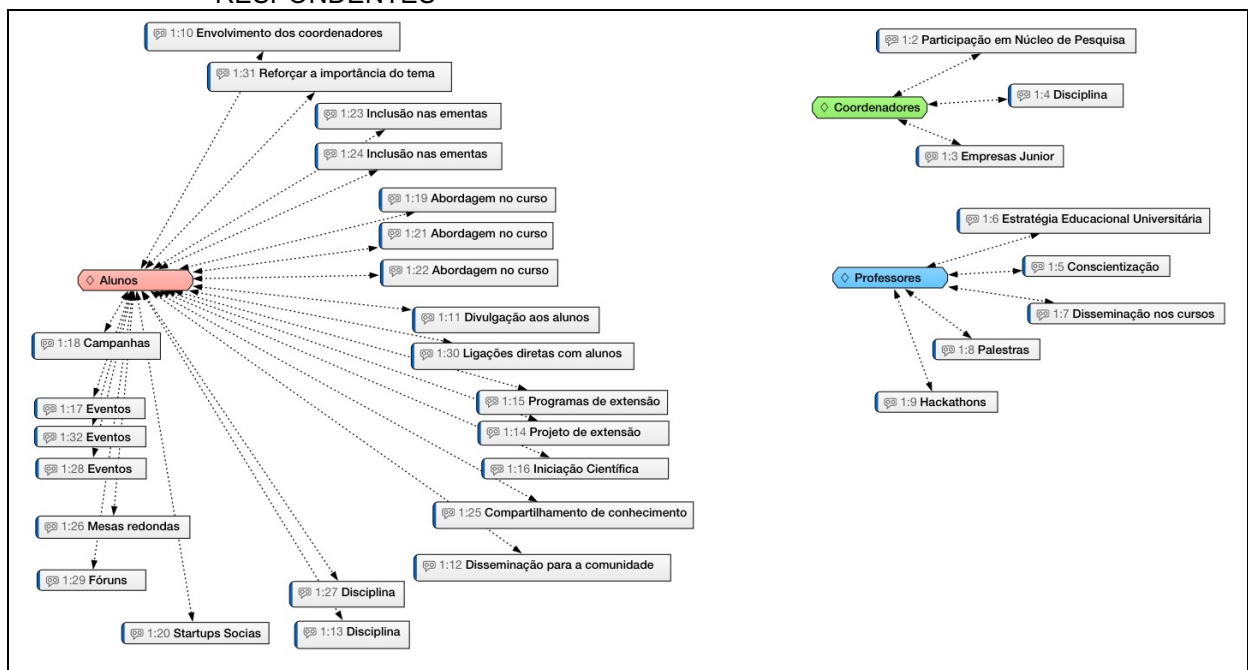 RESPONDENTES
1:10 Envolvimento dos coordenadores
1:31 Reforçar a importância do tema
1:23 Inclusão nas ementas
1:24 Inclusão nas ementas
1:19 Abordagem no curso
1:21 Abordagem no curso
1:22 Abordagem no curso
Alunos
1:11 Divulgação aos alunos
1:18 Campanhas
1:30 Ligações diretas com alunos
1:15 Programas de extensão
1:17 Eventos
1:14 Projeto de extensão
1:32 Eventos
1:28 Eventos
1:16 Iniciação Científica
1:25 Compartilhamento de conhecimento
1:26 Mesas redondas
1:12 Disseminação para a comunidade
1:29 Fóruns
1:27 Disciplina
1:20 Startups Socias
1:13 Disciplina
1:2 Participação em Núcleo de Pesquisa
1:4 Disciplina
Coordenadores
1:3 Empresas Junior
1:6 Estratégia Educacional Universitária
1:5 Conscientização
Professores
1:7 Disseminação nos cursos
1:8 Palestras
1:9 Hackathons